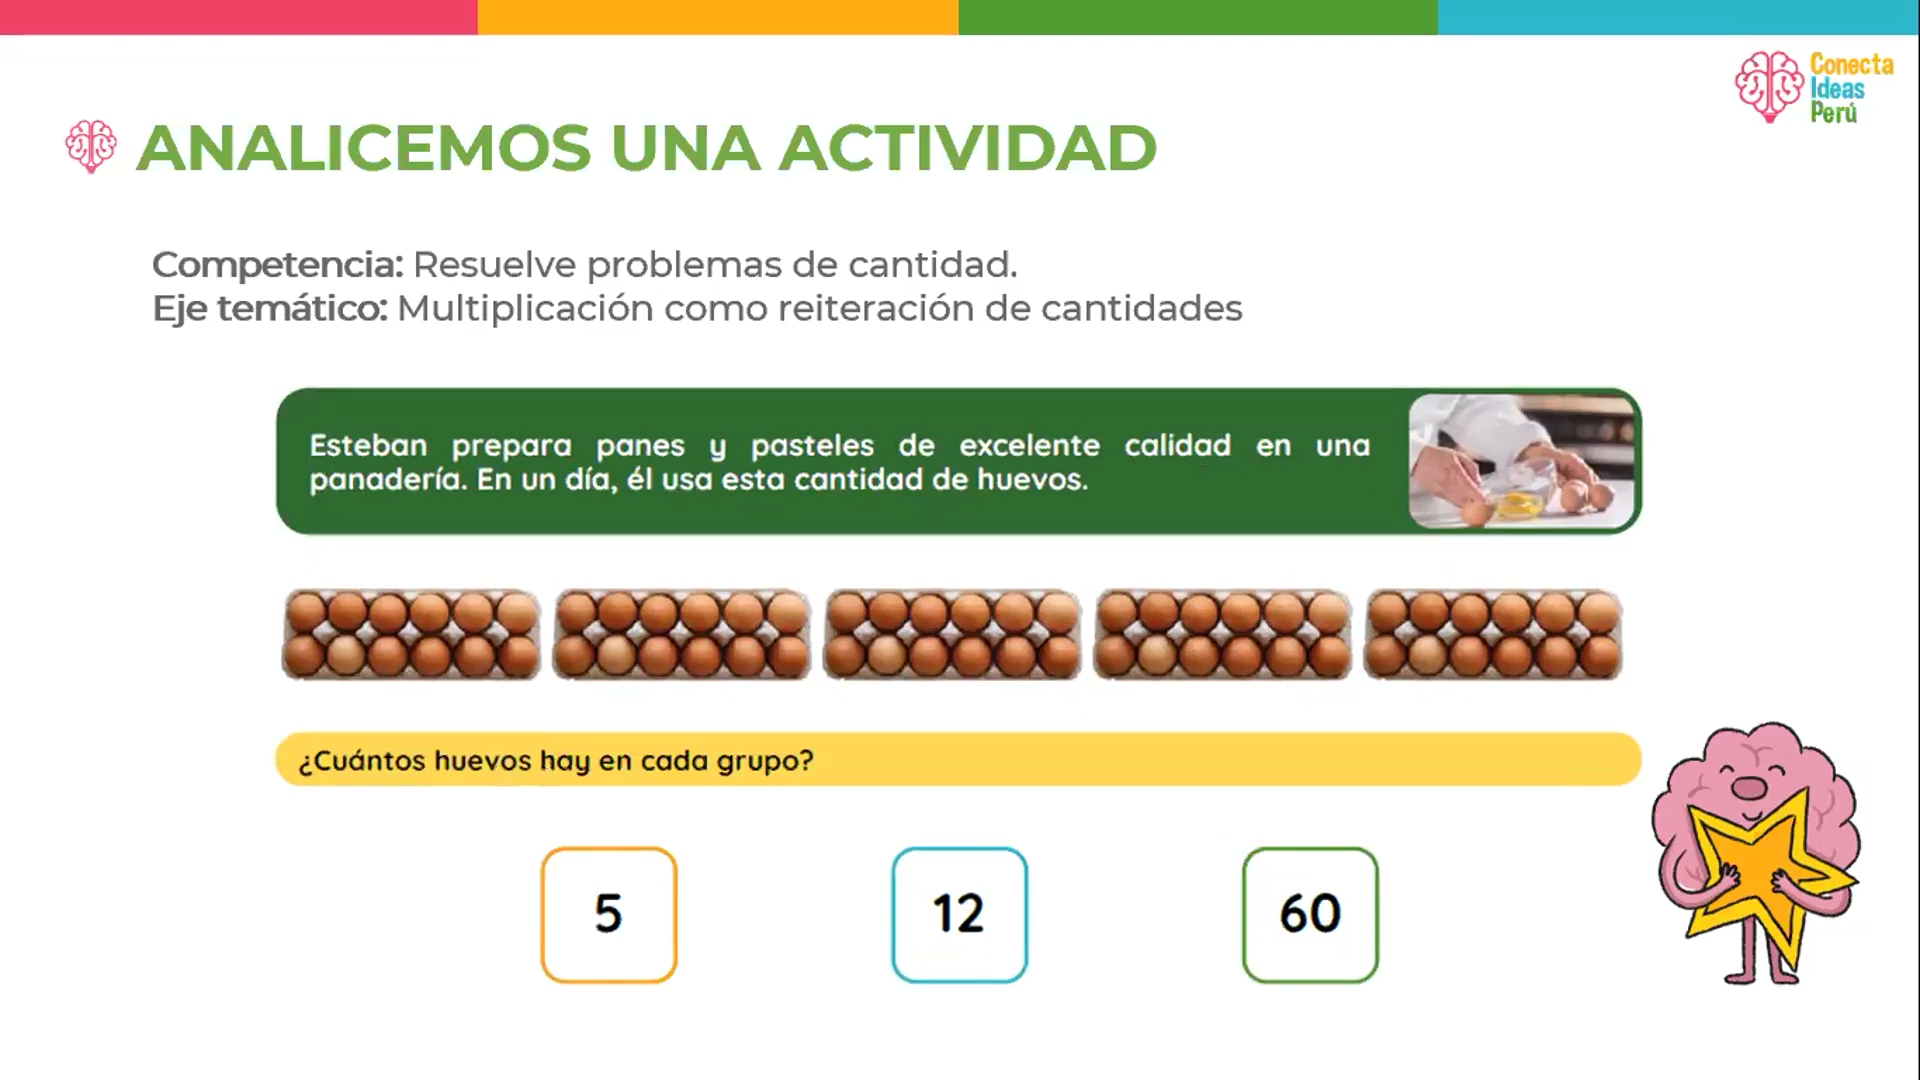 Conecta
Ideas
Perú
ANALICEMOS UNA ACTIVIDAD
Competencia: Resuelve problemas de cantidad.
Eje temático: Multiplicación como reiteración de cantidades
Esteban prepara panes y pasteles de excelente calidad en una
panadería. En un día, él usa esta cantidad de huevos.
¿Cuántos huevos hay en cada grupo?
5
12
60